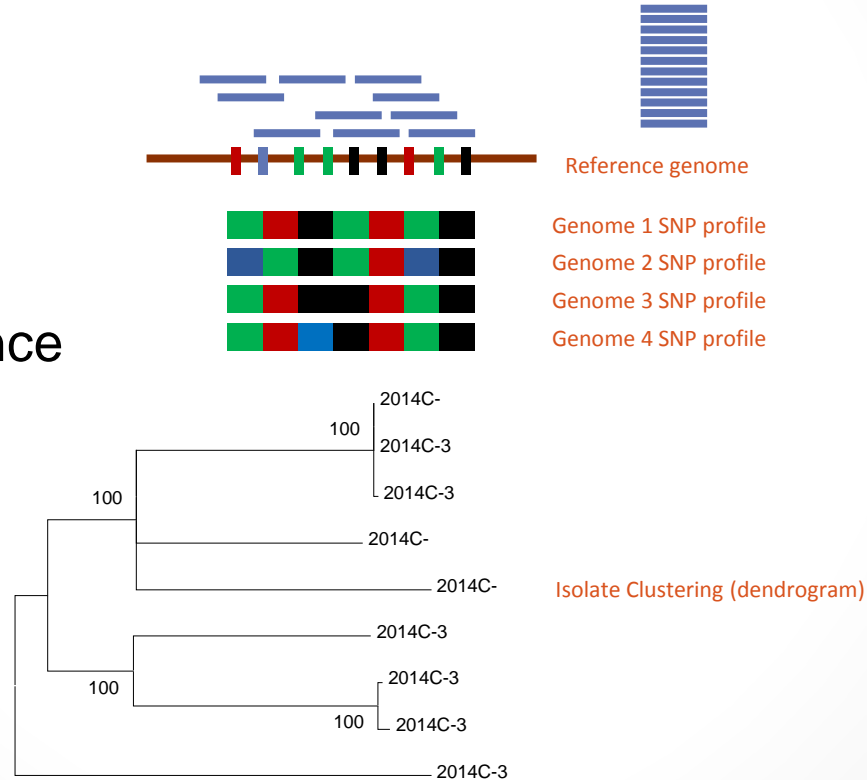 Reference genome
Genome 1 SNP profile
Genome 2 SNP profile
Genome 3 SNP profile
Genome 4 SNP profile
2014C-
100
2014C-3
2014C-3
100
2014C-
2014C-
Isolate Clustering (dendrogram)
2014C-3
2014C-3
100
100
2014C-3
2014C-3